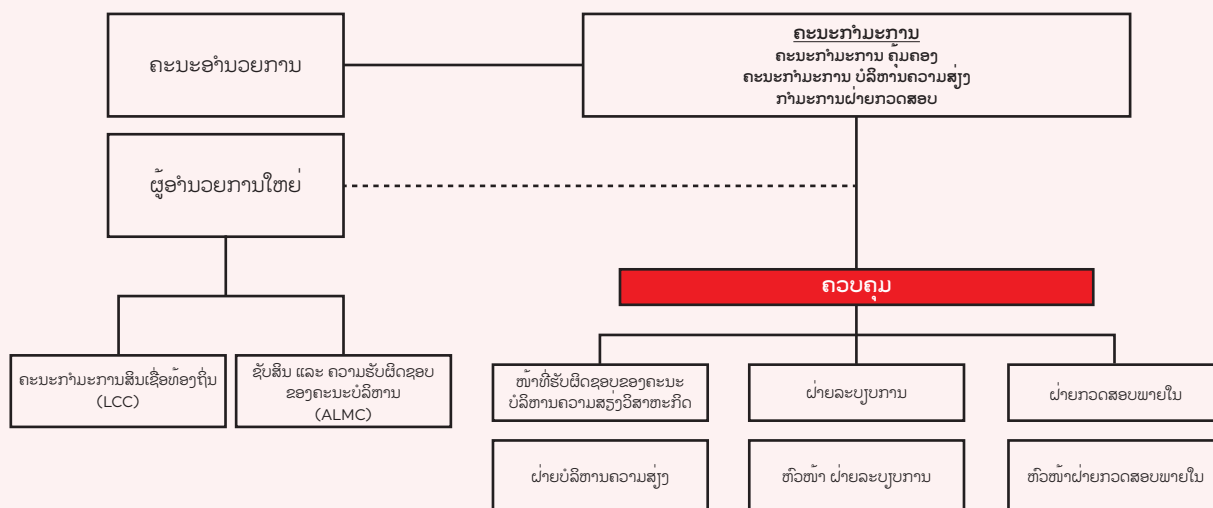 ຄະນະອຳນວຍການ
ຄະນະກຳມະການ
ຄະນະກຳມະການ ຄຸ້ມຄອງ
ຄະນະກຳມະການ ບໍລິຫານຄວາມສ່ຽງ
ກຳມະການຝ່າຍກວດສອບ
ຜູ້ອຳນວຍການໃຫຍ່
ຄວບຄຸມ
ຄະນະກຳມະການສິນເຊື່ອທ້ອງຖິ່ນ
(LCC)
ຊັບສິນ ແລະ ຄວາມຮັບຜິດຊອບ
ຂອງຄະນະບໍລິຫານ
(ALMC)
ໜ້າທີ່ຮັບຜິດຊອບຂອງຄະນະ
ບໍລິຫານຄວາມສຽ່ງວິສາຫະກິດ
ຝ່າຍລະບຽບການ
ຝ່າຍກວດສອບພາຍໃນ
ຝ່າຍບໍລິຫານຄວາມສ່ຽງ
ຫົວໜ້າ ຝ່າຍລະບຽບການ
ຫົວໜ້າຝ່າຍກວດສອບພາຍໃນ